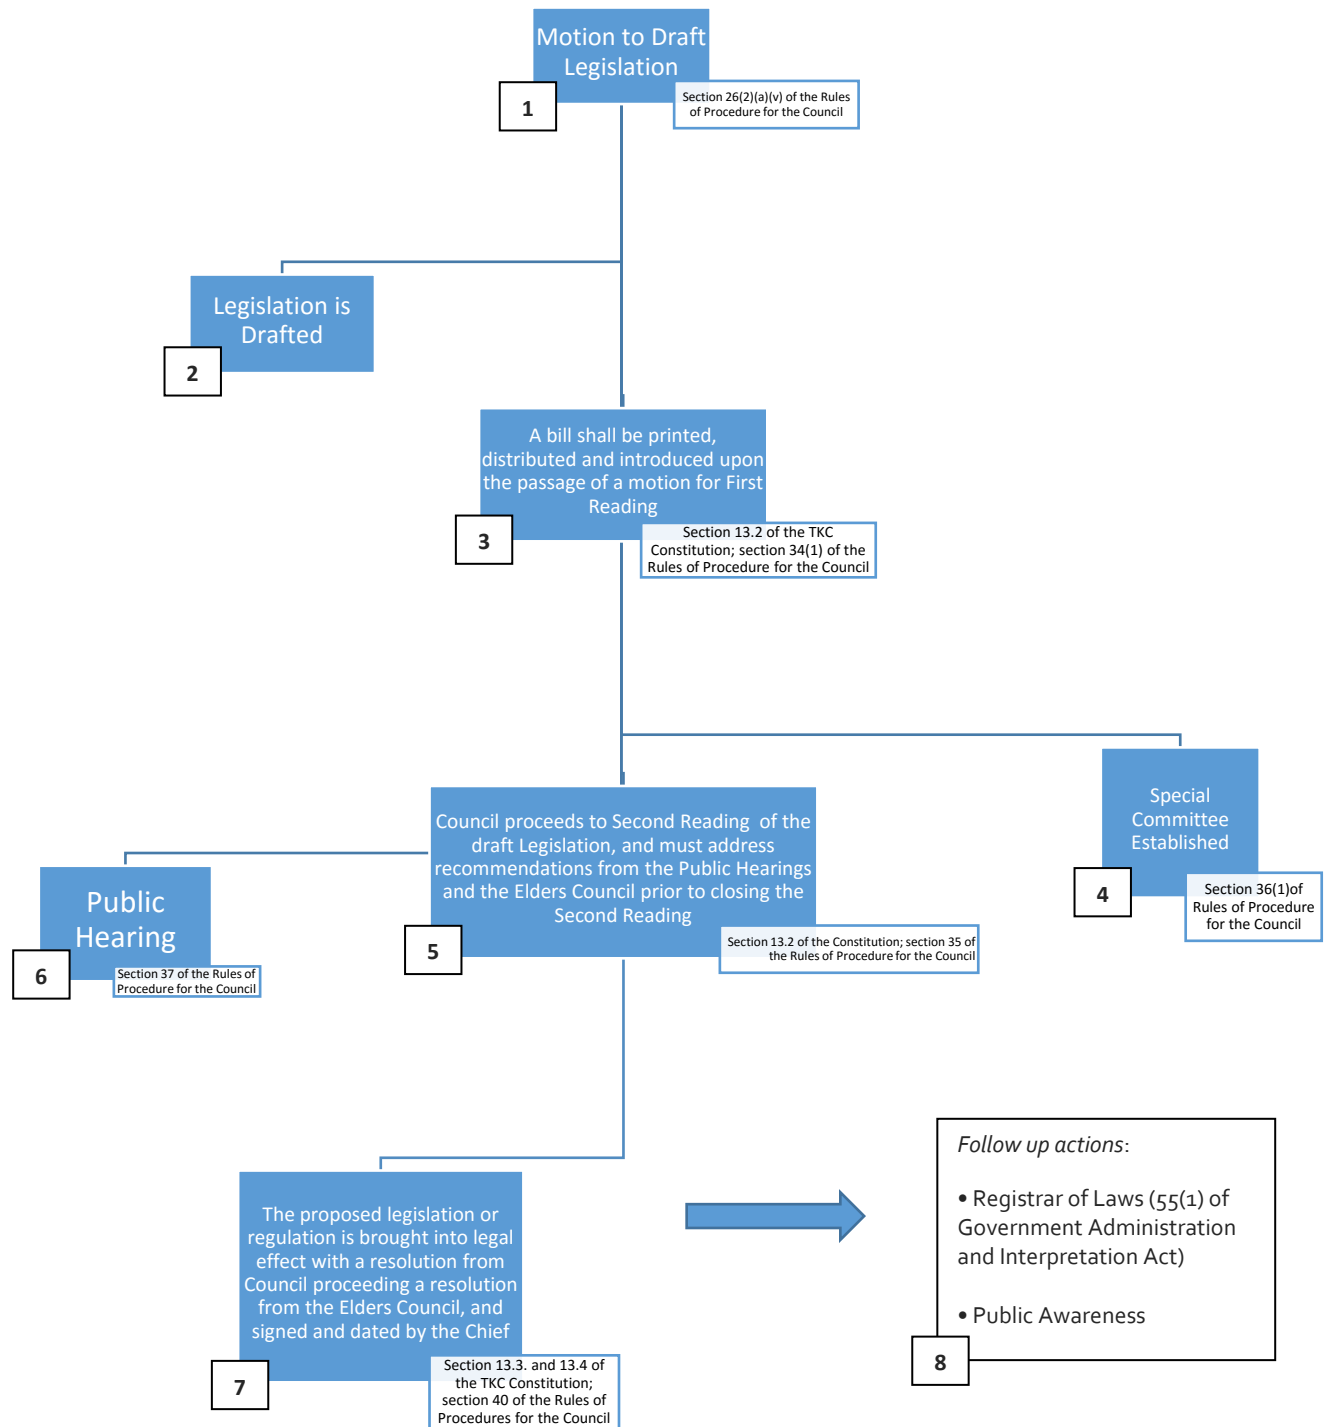 Motion to Draft
Legislation
1
Section 26(2)(a)(v) of the Rules
of Procedure for the Council
Legislation is
Drafted
2
A bill shall be printed,
distributed and introduced upon
the passage of a motion for First
Reading
3
Section 13.2 of the TKC
Constitution; section 34(1) of the
Rules of Procedure for the Council
Special
Committee
Established
4
Section 36(1)of
Rules of Procedure
for the Council
Council proceeds to Second Reading of the
draft Legislation, and must address
recommendations from the Public Hearings
and the Elders Council prior to closing the
Second Reading
5
Section 13.2 of the Constitution; section 35 of
the Rules of Procedure for the Council
Public
Hearing
6
Section 37 of the Rules of
Procedure for the Council
The proposed legislation or
regulation is brought into legal
effect with a resolution from
Council proceeding a resolution
from the Elders Council, and
signed and dated by the Chief
7
Section 13.3. and 13.4 of
the TKC Constitution;
section 40 of the Rules of
Procedures for the Council
Follow up actions:
• Registrar of Laws (55(1) of
Government Administration
and Interpretation Act)
• Public Awareness
8